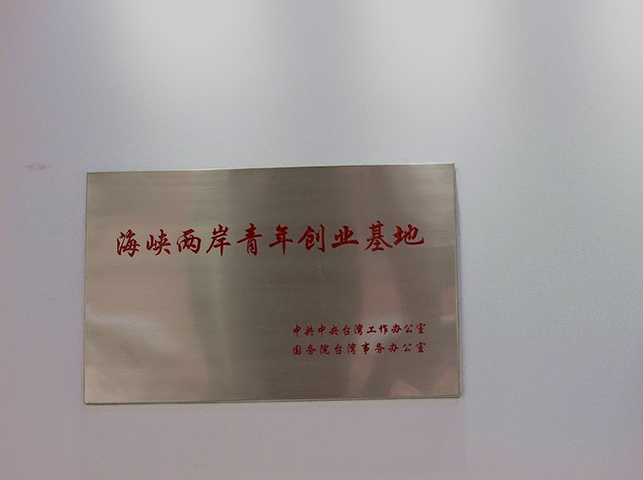 海峡两岸青年创业基地
中共中央台湾工作办公室
国务院台湾事务办公室